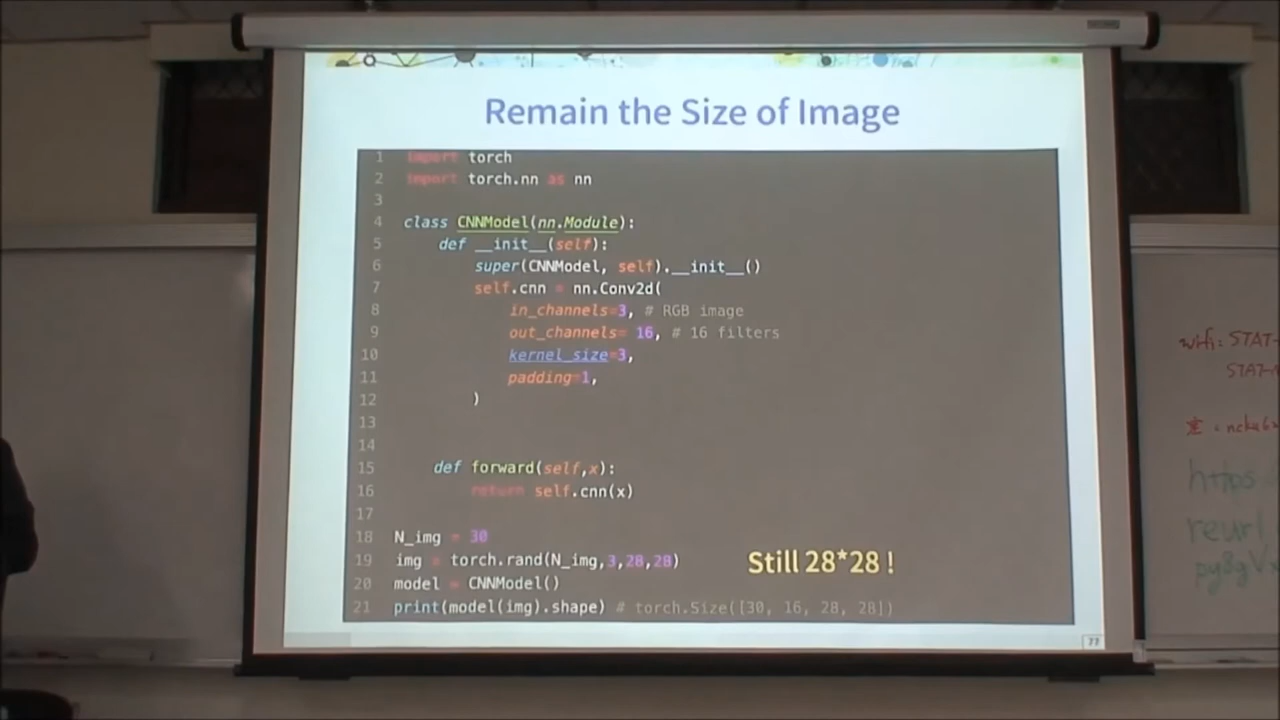 Remain the Size of Image
1 import torch
2 import torch.nn as nn
3
4 class CNNModel(nn.Module):
5 def __init__(self):
6 super(CNNModel, self).__init__()
7 self.cnn = nn.Conv2d(
8 in_channels=3, # RGB image
9 out_channels= 16, # 16 filters
10 kernel_size=3,
11 padding=1,
12 )
13
14
15 def forward(self,x):
16 return self.cnn(x)
17
18 N_img = 30
19 img = torch.rand(N_img,3,28,28)
20 model = CNNModel()
21 print(model(img).shape) # torch.Size([30, 16, 28, 28])
Still 28*28 !
77
wifi: STAT-
STAT-
https
reurl